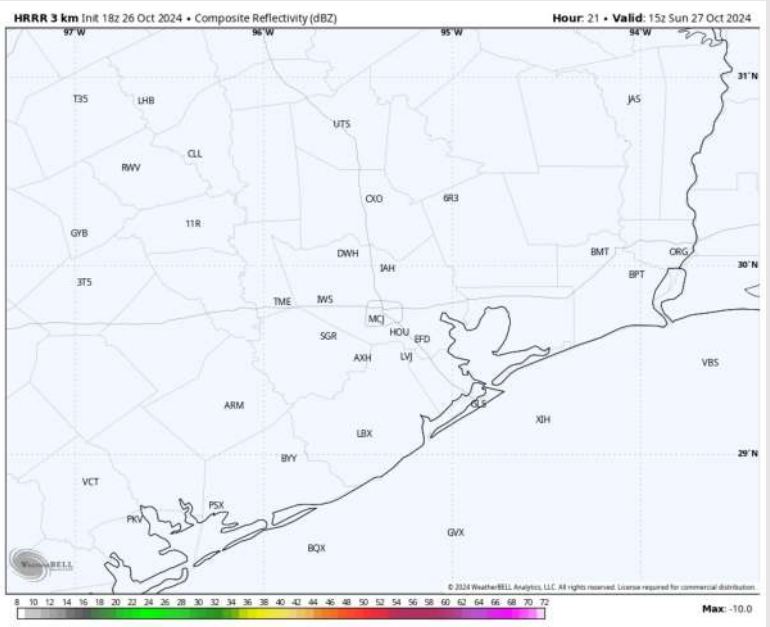 HRRR 3 km Init 18z 26 Oct 2024 • Composite Reflectivity (dBZ) Hour: 21 • Valid: 15z Sun 27 Oct 2024
97°W 96°W 95°W 94°W
31°N
T35 LHB JAS
UTS
CLL
RWV
CXO 6R3
11R
GYB
DWH BMT ORG
IAH 30°N
BPT
3T5
TME IWS
MCJ
SGR HOU EFD
AXH LVJ VBS
ARM GLS
XIH
LBX
BYY 29°N
VCT
PSX
PKV
GVX
BQX
WeatherBELL
© 2024 WeatherBELL Analytics, LLC. All rights reserved. License required for commercial distribution.
8 10 12 14 16 18 20 22 24 26 28 30 32 34 36 38 40 42 44 46 48 50 52 54 56 58 60 62 64 66 68 70 72 Max: -10.0